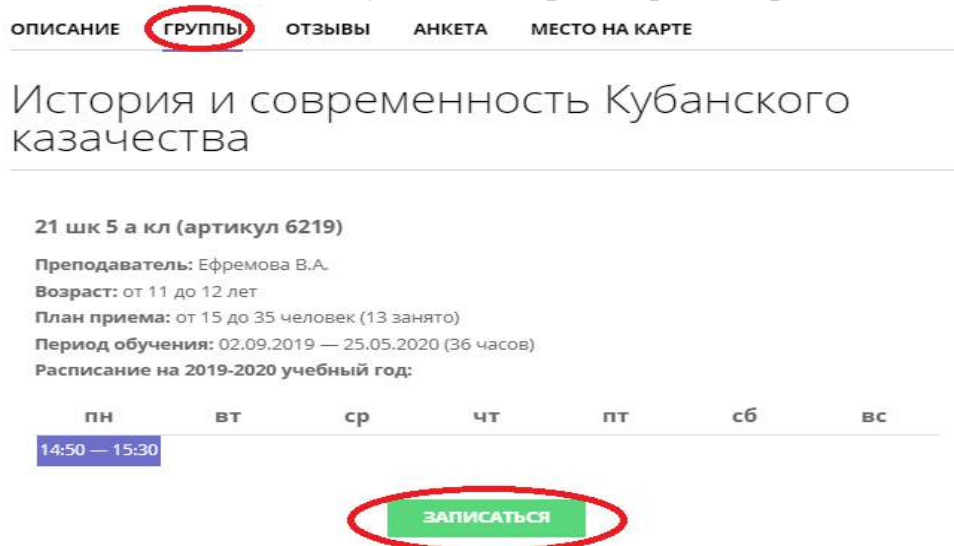 ОПИСАНИЕ ГРУППЫ ОТЗЫВЫ АНКЕТА МЕСТО НА КАРТЕ
История и современность Кубанского
казачества
21 шк 5 а кл (артикул 6219)
Преподаватель: Ефремова В.А.
Возраст: от 11 до 12 лет
План приема: от 15 до 35 человек (13 занято)
Период обучения: 02.09.2019 — 25.05.2020 (36 часов)
Расписание на 2019-2020 учебный год:
пн вт ср чт пт сб вс
14:50 — 15:30
ЗАПИСАТЬСЯ